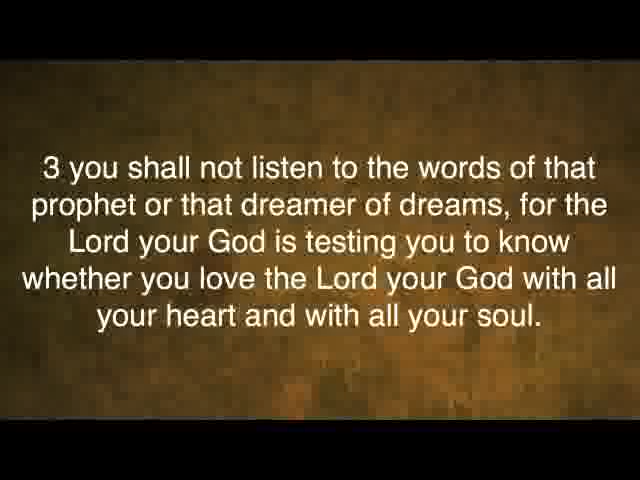 3 you shall not listen to the words of that
prophet or that dreamer of dreams, for the
Lord your God is testing you to know
whether you love the Lord your God with all
your heart and with all your soul.